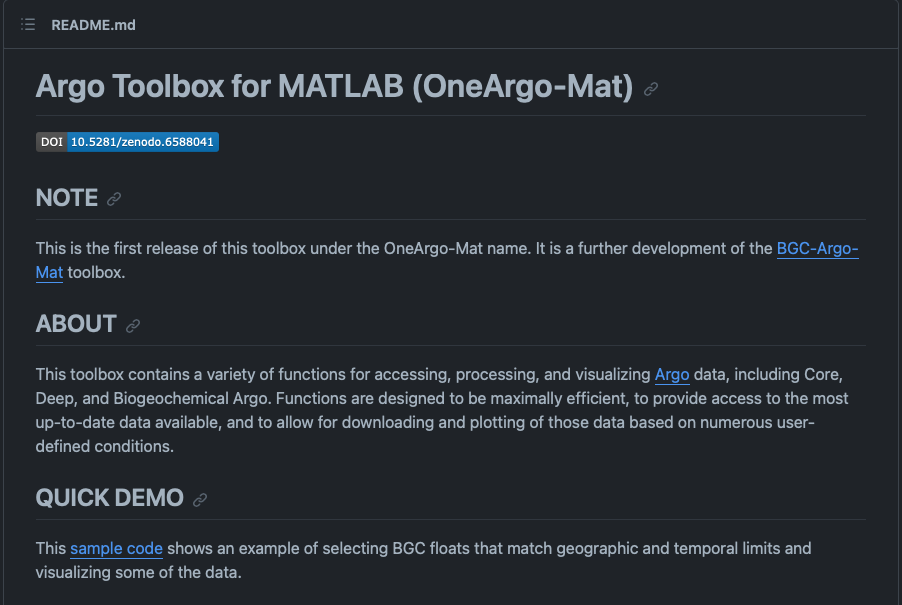 README.md
Argo Toolbox for MATLAB (OneArgo-Mat)
DOI 10.5281/zenodo.6588041
NOTE
This is the first release of this toolbox under the OneArgo-Mat name. It is a further development of the BGC-Argo-
Mat toolbox.
ABOUT
This toolbox contains a variety of functions for accessing, processing, and visualizing Argo data, including Core,
Deep, and Biogeochemical Argo. Functions are designed to be maximally efficient, to provide access to the most
up-to-date data available, and to allow for downloading and plotting of those data based on numerous user-
defined conditions.
QUICK DEMO
This sample code shows an example of selecting BGC floats that match geographic and temporal limits and
visualizing some of the data.